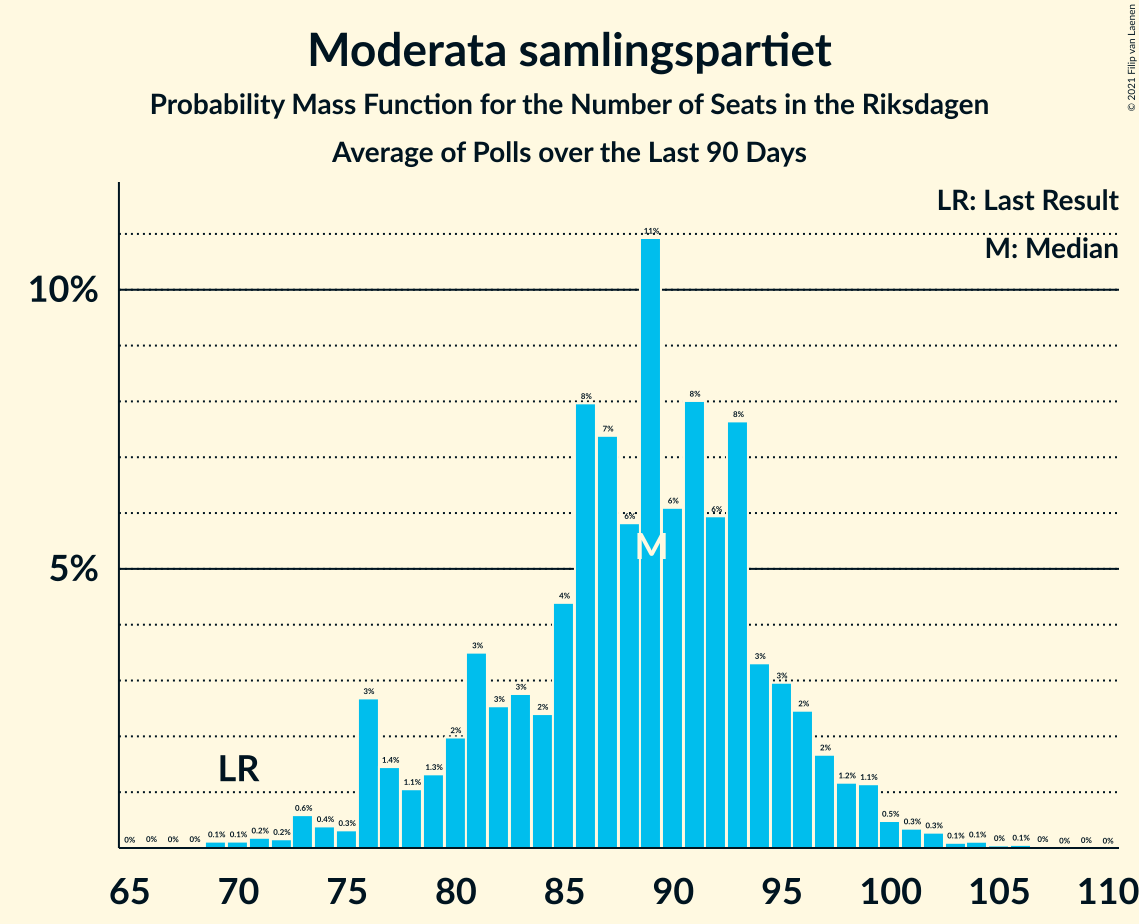 Moderata samlingspartiet
Probability Mass Function for the Number of Seats in the Riksdagen
Average of Polls over the Last 90 Days
© 2021 Filip van Laenen
LR: Last Result
M: Median
10%
5%
0% 0% 0% 0% 0.1% 0.1% 0.2% 0.2% 0.6% 0.4% 0.3% 3% 1.4% 1.1% 1.3% 2% 3% 3% 3% 2% 4% 8% 7% 6% 11% 6% 8% 6% 8% 3% 3% 2% 2% 1.2% 1.1% 0.5% 0.3% 0.3% 0.1% 0.1% 0% 0.1% 0% 0% 0% 0%
M
LR
65 70 75 80 85 90 95 100 105 110